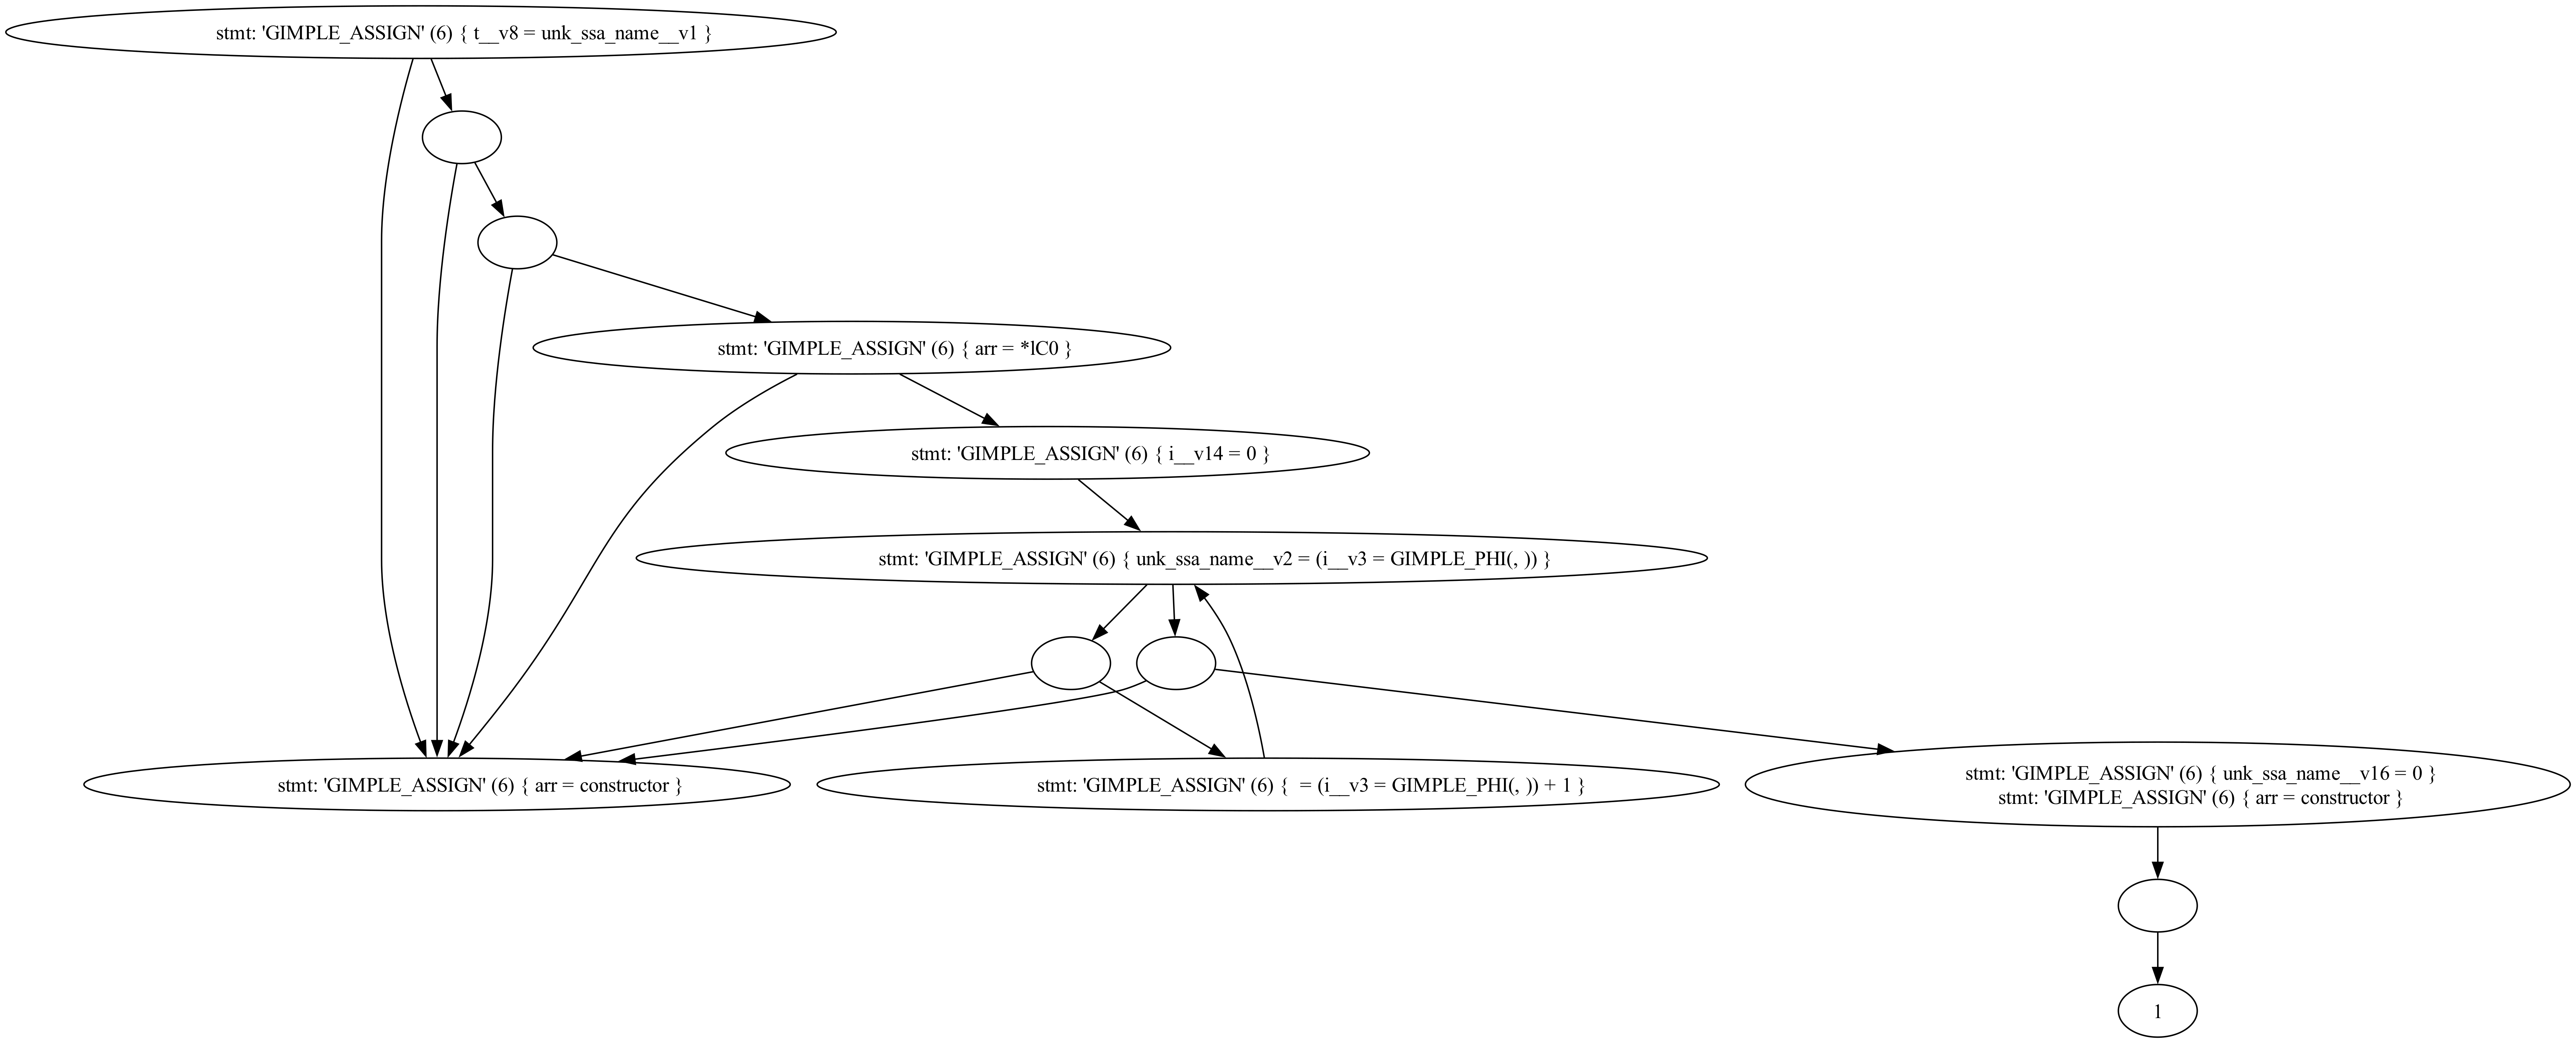 stmt: 'GIMPLE_ASSIGN' (6) { t__v8 = unk_ssa_name__v1 }
stmt: 'GIMPLE_ASSIGN' (6) { arr = *lC0 }
stmt: 'GIMPLE_ASSIGN' (6) { i__v14 = 0 }
stmt: 'GIMPLE_ASSIGN' (6) { unk_ssa_name__v2 = (i__v3 = GIMPLE_PHI(, )) }
stmt: 'GIMPLE_ASSIGN' (6) { arr = constructor }
stmt: 'GIMPLE_ASSIGN' (6) {  = (i__v3 = GIMPLE_PHI(, )) + 1 }
stmt: 'GIMPLE_ASSIGN' (6) { unk_ssa_name__v16 = 0 }
stmt: 'GIMPLE_ASSIGN' (6) { arr = constructor }
1